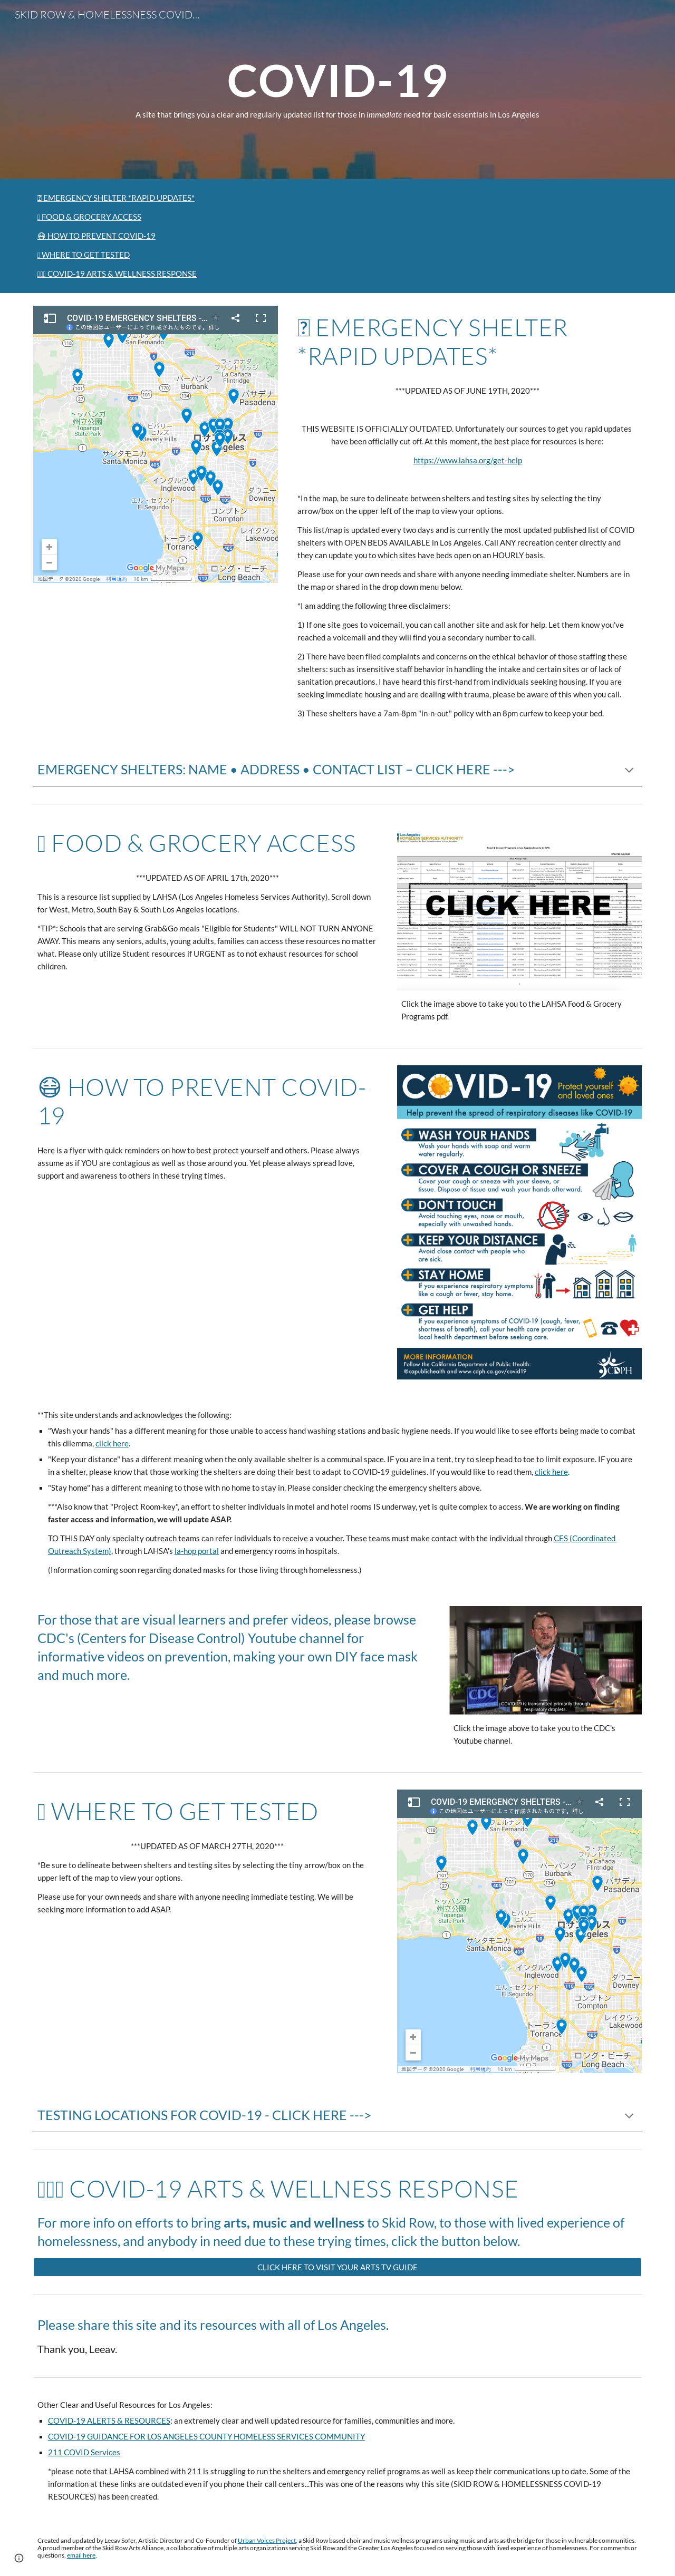 SKID ROW & HOMELESSNESS COVID...
COVID-19
A site that brings you a clear and regularly updated list for those in immediate need for basic essentials in Los Angeles
EMERGENCY SHELTER *RAPID UPDATES*
FOOD & GROCERY ACCESS
😷 HOW TO PREVENT COVID-19
WHERE TO GET TESTED
COVID-19 ARTS & WELLNESS RESPONSE
COVID-19 EMERGENCY SHELTERS -...
この地図はユーザーによって作成されたものです。詳し
バーバンク
ラ・カナダ
フリントリッジ
パサデナ
Pasadena
トパンガ
州立公園
ビバリー
ヒルズ
Beverly Hills
ロサンゼルス
サンタモニカ
Santa Monica
イングルウッド
Inglewood
ダウニー
Downey
エル・セグンド
El Segundo
コンプトン
Compton
レイクウッド
Lakewood
トーランス
Torrance
ロング・ビーチ
Long Beach
Google My Maps
地図データ ©2020 Google 利用規約 10 km
EMERGENCY SHELTER
*RAPID UPDATES*
***UPDATED AS OF JUNE 19TH, 2020***
THIS WEBSITE IS OFFICIALLY OUTDATED. Unfortunately our sources to get you rapid updates
have been officially cut off. At this moment, the best place for resources is here:
https://www.lahsa.org/get-help
*In the map, be sure to delineate between shelters and testing sites by selecting the tiny
arrow/box on the upper left of the map to view your options.
This list/map is updated every two days and is currently the most updated published list of COVID
shelters with OPEN BEDS AVAILABLE in Los Angeles. Call ANY recreation center directly and
they can update you to which sites have beds open on an HOURLY basis.
Please use for your own needs and share with anyone needing immediate shelter. Numbers are in
the map or shared in the drop down menu below.
*I am adding the following three disclaimers:
1) If one site goes to voicemail, you can call another site and ask for help. Let them know you've
reached a voicemail and they will find you a secondary number to call.
2) There have been filed complaints and concerns on the ethical behavior of those staffing these
shelters: such as insensitive staff behavior in handling the intake and certain sites or of lack of
sanitation precautions. I have heard this first-hand from individuals seeking housing. If you are
seeking immediate housing and are dealing with trauma, please be aware of this when you call.
3) These shelters have a 7am-8pm "in-n-out" policy with an 8pm curfew to keep your bed.
EMERGENCY SHELTERS: NAME • ADDRESS • CONTACT LIST – CLICK HERE --->
FOOD & GROCERY ACCESS
***UPDATED AS OF APRIL 17th, 2020***
This is a resource list supplied by LAHSA (Los Angeles Homeless Services Authority). Scroll down
for West, Metro, South Bay & South Los Angeles locations.
*TIP*: Schools that are serving Grab&Go meals "Eligible for Students" WILL NOT TURN ANYONE
AWAY. This means any seniors, adults, young adults, families can access these resources no matter
what. Please only utilize Student resources if URGENT as to not exhaust resources for school
children.
CLICK HERE
Click the image above to take you to the LAHSA Food & Grocery
Programs pdf.
😷 HOW TO PREVENT COVID-
19
Here is a flyer with quick reminders on how to best protect yourself and others. Please always
assume as if YOU are contagious as well as those around you. Yet please always spread love,
support and awareness to others in these trying times.
COVID-19 Protect yourself
and loved ones
Help prevent the spread of respiratory diseases like COVID-19
WASH YOUR HANDS
Wash your hands with soap and warm
water regularly.
COVER A COUGH OR SNEEZE
Cover your cough or sneeze with your sleeve, or
tissue. Dispose of tissue and wash your hands afterward.
DON'T TOUCH
Avoid touching eyes, nose or mouth,
especially with unwashed hands.
KEEP YOUR DISTANCE
Avoid close contact with people who
are sick.
STAY HOME
If you experience respiratory symptoms
like a cough or fever, stay home.
GET HELP
If you experience symptoms of COVID-19 (cough, fever,
shortness of breath), call your health care provider or
local health department before seeking care.
MORE INFORMATION
Follow the California Department of Public Health:
@capublichealth and www.cdph.ca.gov/covid19
CDPH
**This site understands and acknowledges the following:
"Wash your hands" has a different meaning for those unable to access hand washing stations and basic hygiene needs. If you would like to see efforts being made to combat
this dilemma, click here.
"Keep your distance" has a different meaning when the only available shelter is a communal space. IF you are in a tent, try to sleep head to toe to limit exposure. IF you are
in a shelter, please know that those working the shelters are doing their best to adapt to COVID-19 guidelines. If you would like to read them, click here.
"Stay home" has a different meaning to those with no home to stay in. Please consider checking the emergency shelters above.
***Also know that "Project Room-key", an effort to shelter individuals in motel and hotel rooms IS underway, yet is quite complex to access. We are working on finding
faster access and information, we will update ASAP.
TO THIS DAY only specialty outreach teams can refer individuals to receive a voucher. These teams must make contact with the individual through CES (Coordinated
Outreach System), through LAHSA's la-hop portal and emergency rooms in hospitals.
(Information coming soon regarding donated masks for those living through homelessness.)
For those that are visual learners and prefer videos, please browse
CDC's (Centers for Disease Control) Youtube channel for
informative videos on prevention, making your own DIY face mask
and much more.
CDC
COVID-19 is transmitted primarily through
respiratory droplets
Click the image above to take you to the CDC's
Youtube channel.
WHERE TO GET TESTED
***UPDATED AS OF MARCH 27TH, 2020***
*Be sure to delineate between shelters and testing sites by selecting the tiny arrow/box on the
upper left of the map to view your options.
Please use for your own needs and share with anyone needing immediate testing. We will be
seeking more information to add ASAP.
COVID-19 EMERGENCY SHELTERS -...
この地図はユーザーによって作成されたものです。詳し
バーバンク
ラ・カナダ
フリントリッジ
パサデナ
Pasadena
トパンガ
州立公園
ビバリー
ヒルズ
Beverly Hills
ロサンゼルス
サンタモニカ
Santa Monica
イングルウッド
Inglewood
ダウニー
Downey
エル・セグンド
El Segundo
コンプトン
Compton
レイクウッド
Lakewood
トーランス
Torrance
ロング・ビーチ
Long Beach
Google My Maps
地図データ ©2020 Google 利用規約 10 km
TESTING LOCATIONS FOR COVID-19 - CLICK HERE --->
COVID-19 ARTS & WELLNESS RESPONSE
For more info on efforts to bring arts, music and wellness to Skid Row, to those with lived experience of
homelessness, and anybody in need due to these trying times, click the button below.
CLICK HERE TO VISIT YOUR ARTS TV GUIDE
Please share this site and its resources with all of Los Angeles.
Thank you, Leeav.
Other Clear and Useful Resources for Los Angeles:
COVID-19 ALERTS & RESOURCES: an extremely clear and well updated resource for families, communities and more.
COVID-19 GUIDANCE FOR LOS ANGELES COUNTY HOMELESS SERVICES COMMUNITY
211 COVID Services
*please note that LAHSA combined with 211 is struggling to run the shelters and emergency relief programs as well as keep their communications up to date. Some of the
information at these links are outdated even if you phone their call centers...This was one of the reasons why this site (SKID ROW & HOMELESSNESS COVID-19
RESOURCES) has been created.
Created and updated by Leeav Sofer, Artistic Director and Co-Founder of Urban Voices Project, a Skid Row based choir and music wellness programs using music and arts as the bridge for those in vulnerable communities.
A proud member of the Skid Row Arts Alliance, a collaborative of multiple arts organizations serving Skid Row and the Greater Los Angeles focused on serving those with lived experience of homelessness. For comments or
questions, email here.